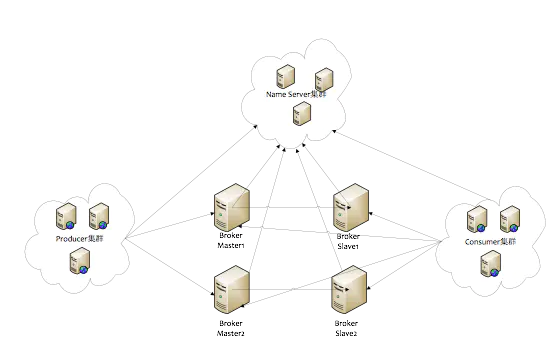 Name Server集群
Producer集群
Broker
Master1
Broker
Slave1
Consumer集群
Broker
Master2
Broker
Slave2